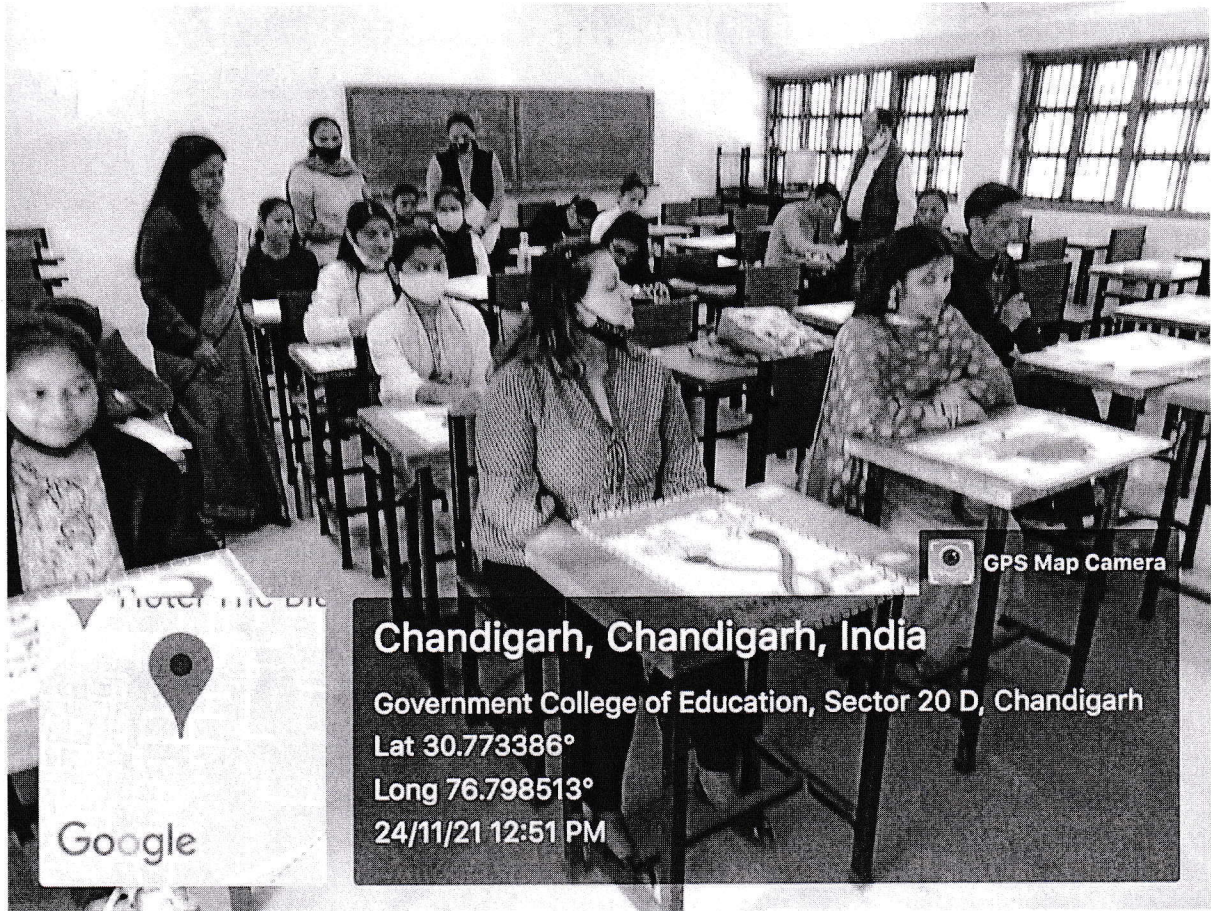 GPS Map Camera
Chandigarh, Chandigarh, India
Government College of Education, Sector 20 D, Chandigarh
Lat 30.773386°
Long 76.798513°
24/11/21 12:51 PM
Google